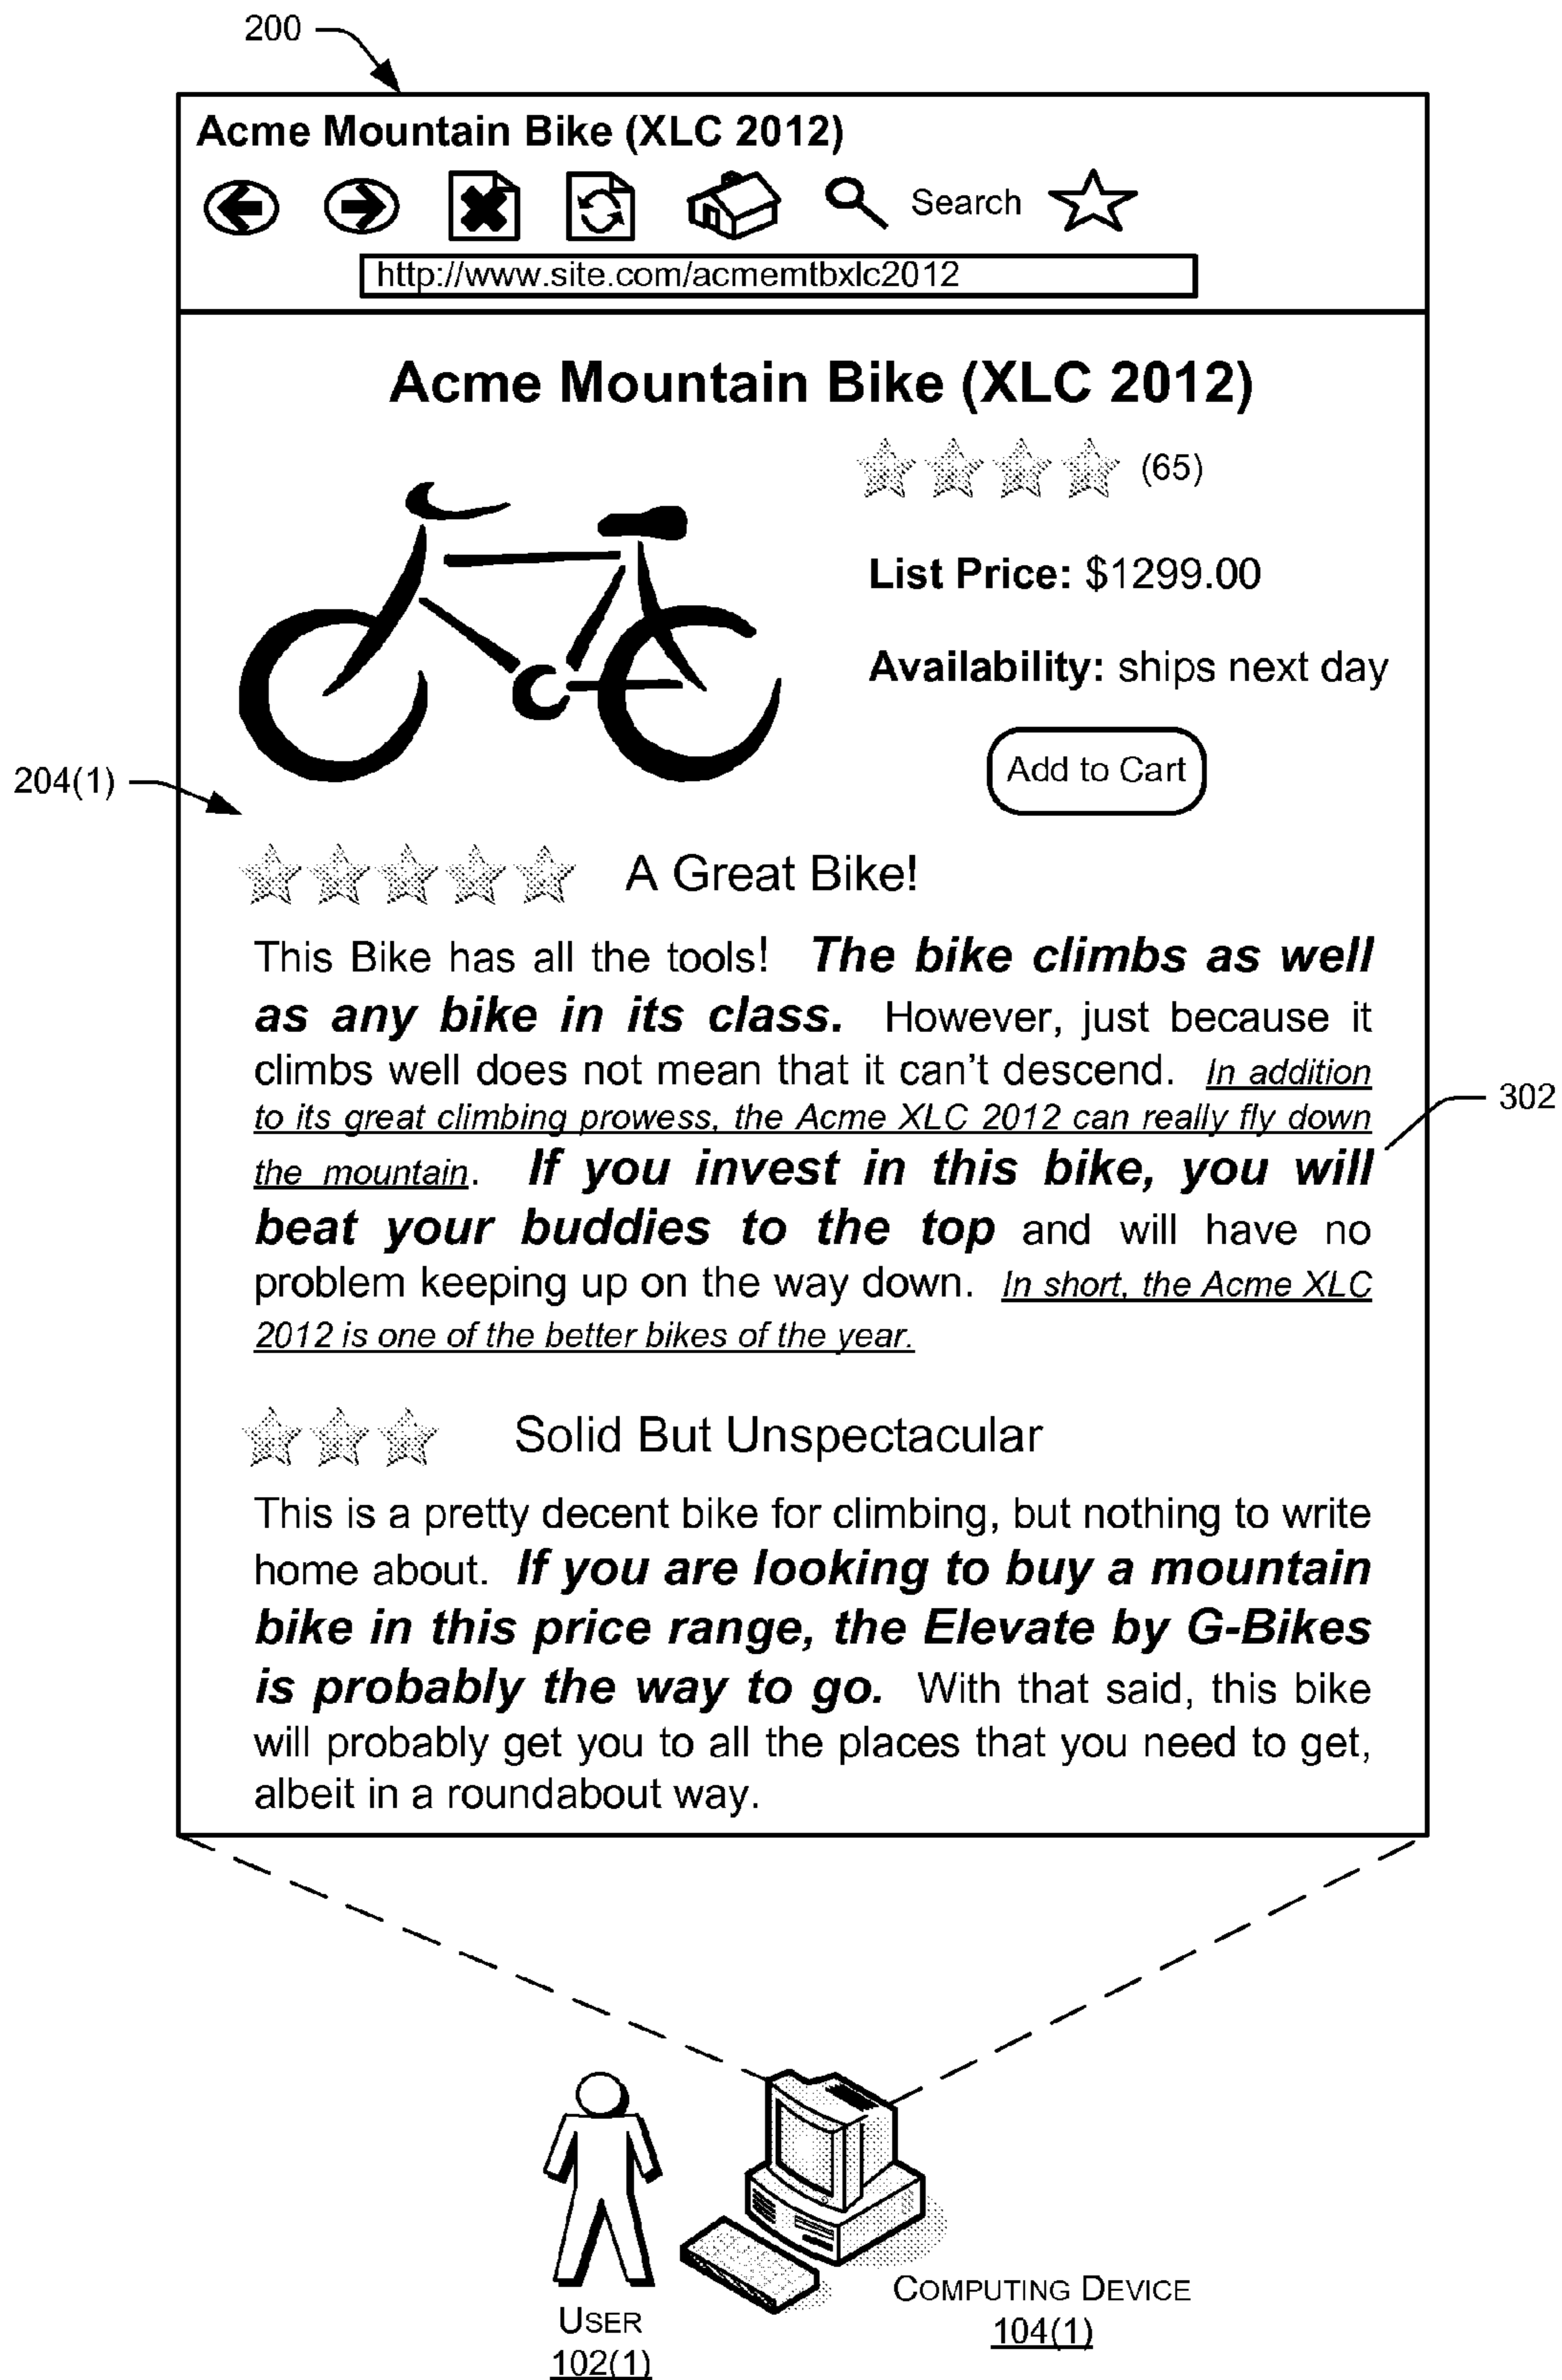 200
Acme Mountain Bike (XLC 2012)
Search
http://www.site.com/acmemtbxlc2012
Acme Mountain Bike (XLC 2012)
(65)
List Price: $1299.00
Availability: ships next day
Add to Cart
204(1)
A Great Bike!
This Bike has all the tools! The bike climbs as well
as any bike in its class. However, just because it
climbs well does not mean that it can't descend. In addition
to its great climbing prowess, the Acme XLC 2012 can really fly down
302
the mountain. If you invest in this bike, you will
beat your buddies to the top and will have no
problem keeping up on the way down. In short, the Acme XLC
2012 is one of the better bikes of the year.
Solid But Unspectacular
This is a pretty decent bike for climbing, but nothing to write
home about. If you are looking to buy a mountain
bike in this price range, the Elevate by G-Bikes
is probably the way to go. With that said, this bike
will probably get you to all the places that you need to get,
albeit in a roundabout way.
USER
102(1)
COMPUTING DEVICE
104(1)